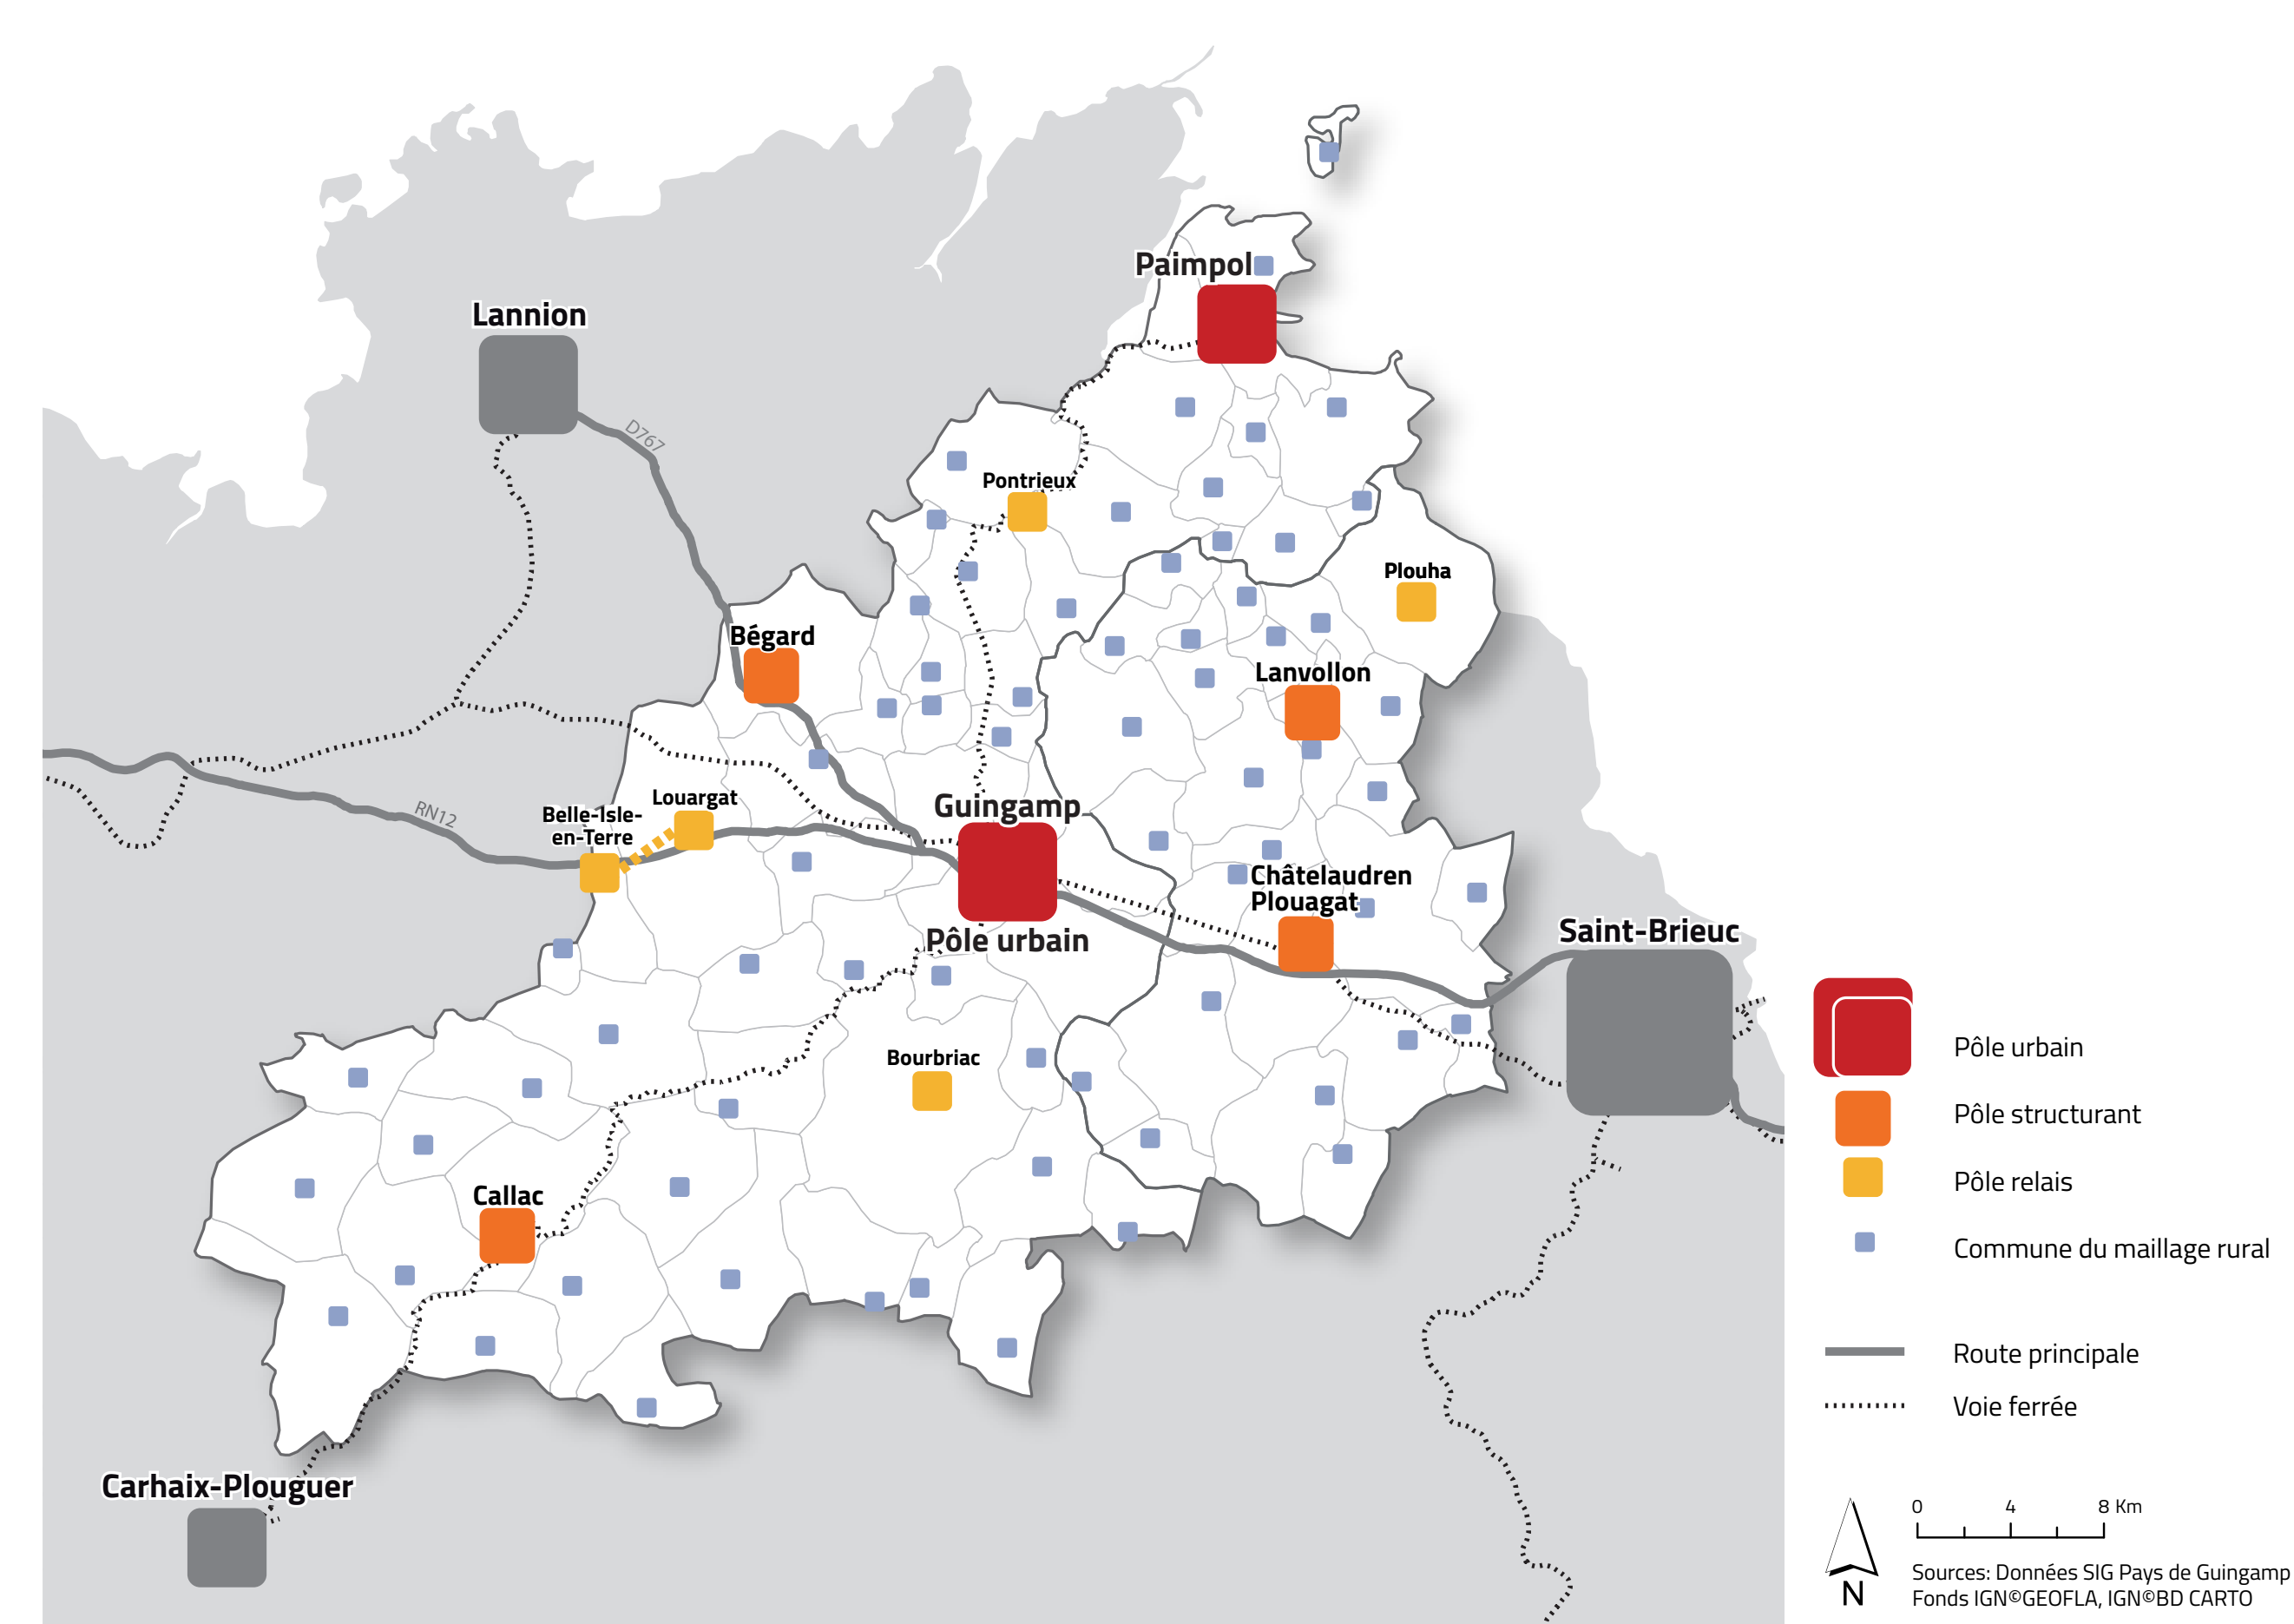 Paimpol
Lannion
D767
Pontrieux
Plouha
Bégard
Lanvollon
Louargat
Belle-Isle-
en-Terre
RN12
Guingamp
Pôle urbain
Châtelaudren
Plouagat
Saint-Brieuc
Bourbriac
Callac
Carhaix-Plouguer
Pôle urbain
Pôle structurant
Pôle relais
Commune du maillage rural
Route principale
Voie ferrée
0 4 8 Km
N
Sources: Données SIG Pays de Guingamp
Fonds IGN©GEOFLA, IGN©BD CARTO